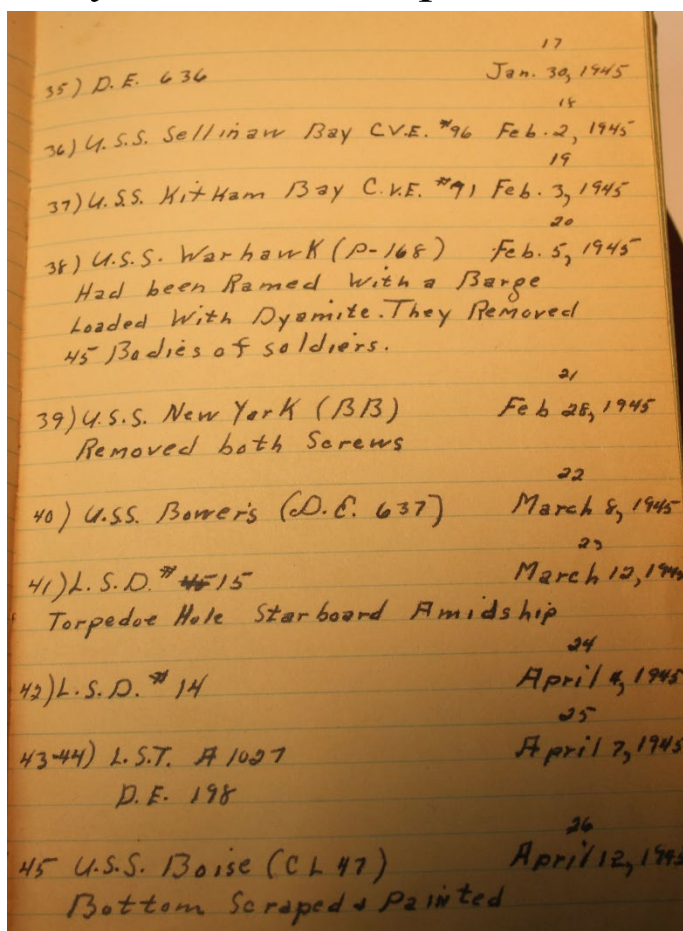 17
35) D.E. 636 Jan. 30, 1945
18
36) U.S.S. Sellinaw Bay C.V.E. #96 Feb. 2, 1945
19
37) U.S.S. Kitham Bay C.V.E. #91 Feb. 3, 1945
20
38) U.S.S. Warhawk (P-168) Feb. 5, 1945
Had been Ramed With a Barge
Loaded With Dyamite. They Removed
45 Bodies of soldiers.
21
39) U.S.S. New York (BB) Feb 28, 1945
Removed both Screws
22
40) U.S.S. Bowers (D.E. 637) March 8, 1945
23
41) L.S.D. # 15 March 12, 194
Torpedoe Hole Starboard Amidship
24
42) L.S.D. # 14 April 4, 1945
25
43-44) L.S.T. A 1027 April 7, 1945
D.E. 198
26
45 U.S.S. Boise (CL 47) April 12, 1945
Bottom Scraped & Painted